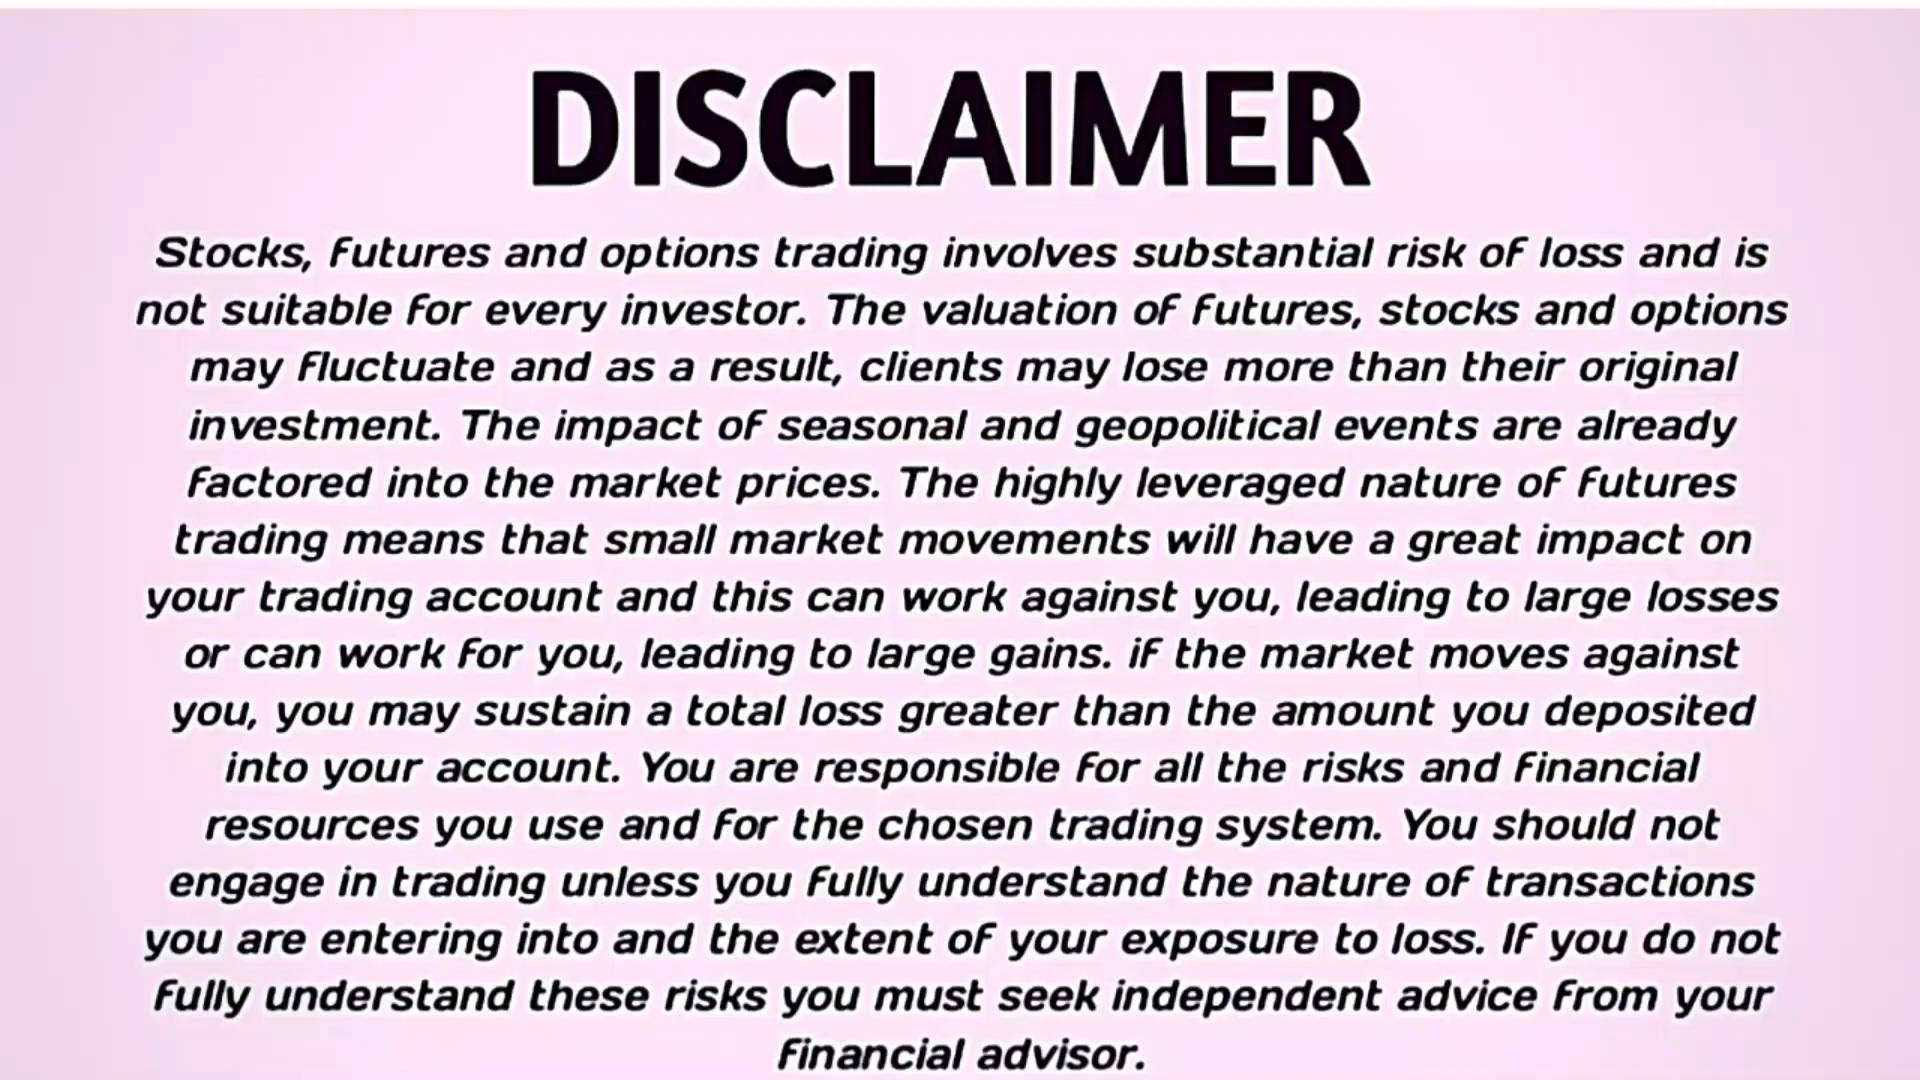 DISCLAIMER
Stocks, futures and options trading involves substantial risk of loss and is
not suitable for every investor. The valuation of futures, stocks and options
may fluctuate and as a result, clients may lose more than their original
investment. The impact of seasonal and geopolitical events are already
factored into the market prices. The highly leveraged nature of futures
trading means that small market movements will have a great impact on
your trading account and this can work against you, leading to large losses
or can work for you, leading to large gains. if the market moves against
you, you may sustain a total loss greater than the amount you deposited
into your account. You are responsible for all the risks and financial
resources you use and for the chosen trading system. You should not
engage in trading unless you fully understand the nature of transactions
you are entering into and the extent of your exposure to loss. If you do not
fully understand these risks you must seek independent advice from your
financial advisor.